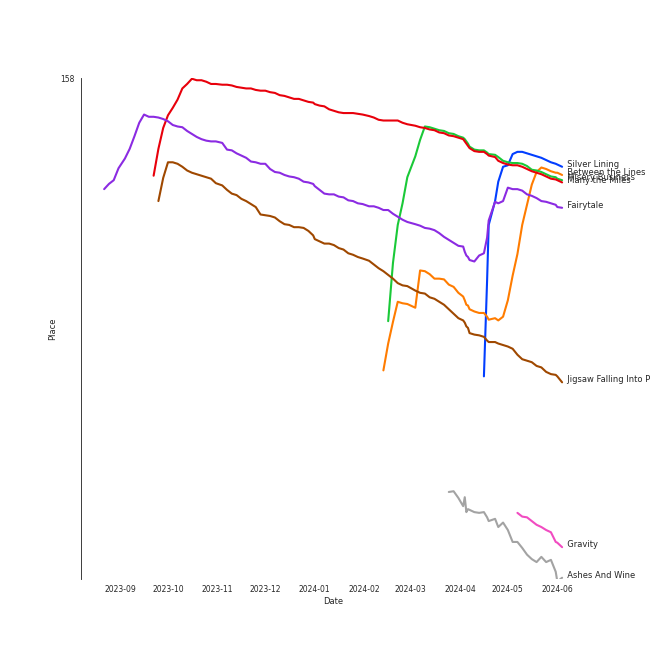 158
Silver Lining
Between the Lines
Many the Miles
Fairytale
Jigsaw Falling Into P
Gravity
Ashes And Wine
Place
2023-09 2023-10 2023-11 2023-12 2024-01 2024-02 2024-03 2024-04 2024-05 2024-06
Date